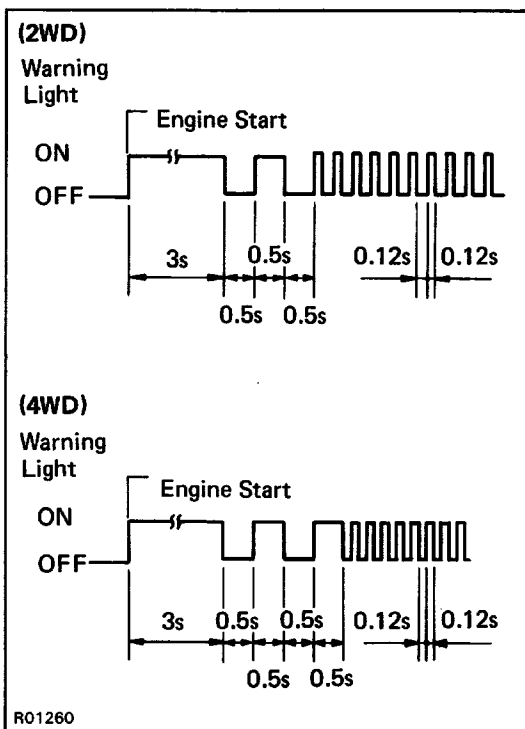 (2WD)
Warning
Light
Engine Start
ON
OFF
3s
0.5s
0.12s
0.12s
0.5s
0.5s
(4WD)
Warning
Light
Engine Start
ON
OFF
3s
0.5s
0.5s
0.12s
0.12s
0.5s
0.5s
R01260